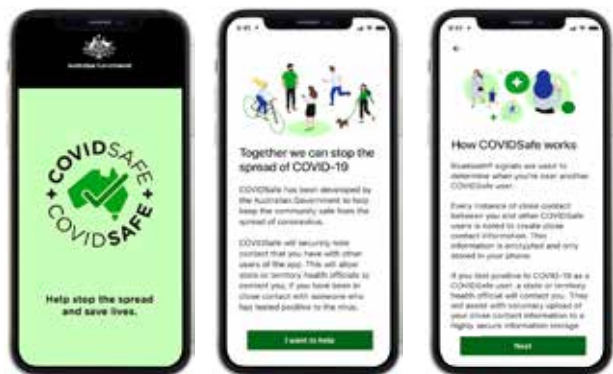 Australian Government
COVIDSAFE
COVIDSAFE
Help stop the spread
and save lives.
Together we can stop the
spread of COVID-19
COVIDSafe has been developed by
the Australian Government to help
keep the community safe from the
spread of coronavirus.
COVIDSafe will securely note
contact that you have with other
users of the app. This will allow
state or territory health officials to
contact you, if you have been in
close contact with someone who
has tested positive to the virus.
I want to help
How COVIDSafe works
Bluetooth® signals are used to
determine when you're near another
COVIDSafe user.
Every instance of close contact
between you and other COVIDSafe
users is noted to create close
contact information. This
information is encrypted and only
stored in your phone.
If you test positive to COVID-19 as a
COVIDSafe user, a state or territory
health official will contact you. They
will assist with voluntary upload of
your close contact information to a
highly secure information storage
Next